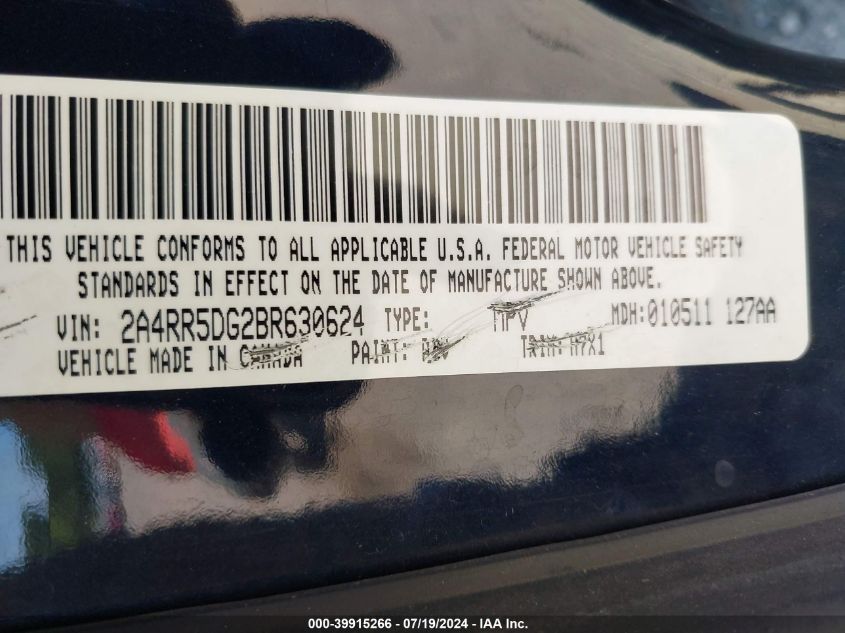 THIS VEHICLE CONFORMS TO ALL APPLICABLE U.S.A. FEDERAL MOTOR VEHICLE SAFETY
STANDARDS IN EFFECT ON THE DATE OF MANUFACTURE SHOWN ABOVE.
VIN: 2A4RR5DG2BR630624 TYPE: MPV MDH:010511 127AA
VEHICLE MADE IN CANADA PAINT: TRIM: H7X1
000-39915266 / 07/19/2024 - IAA Inc.